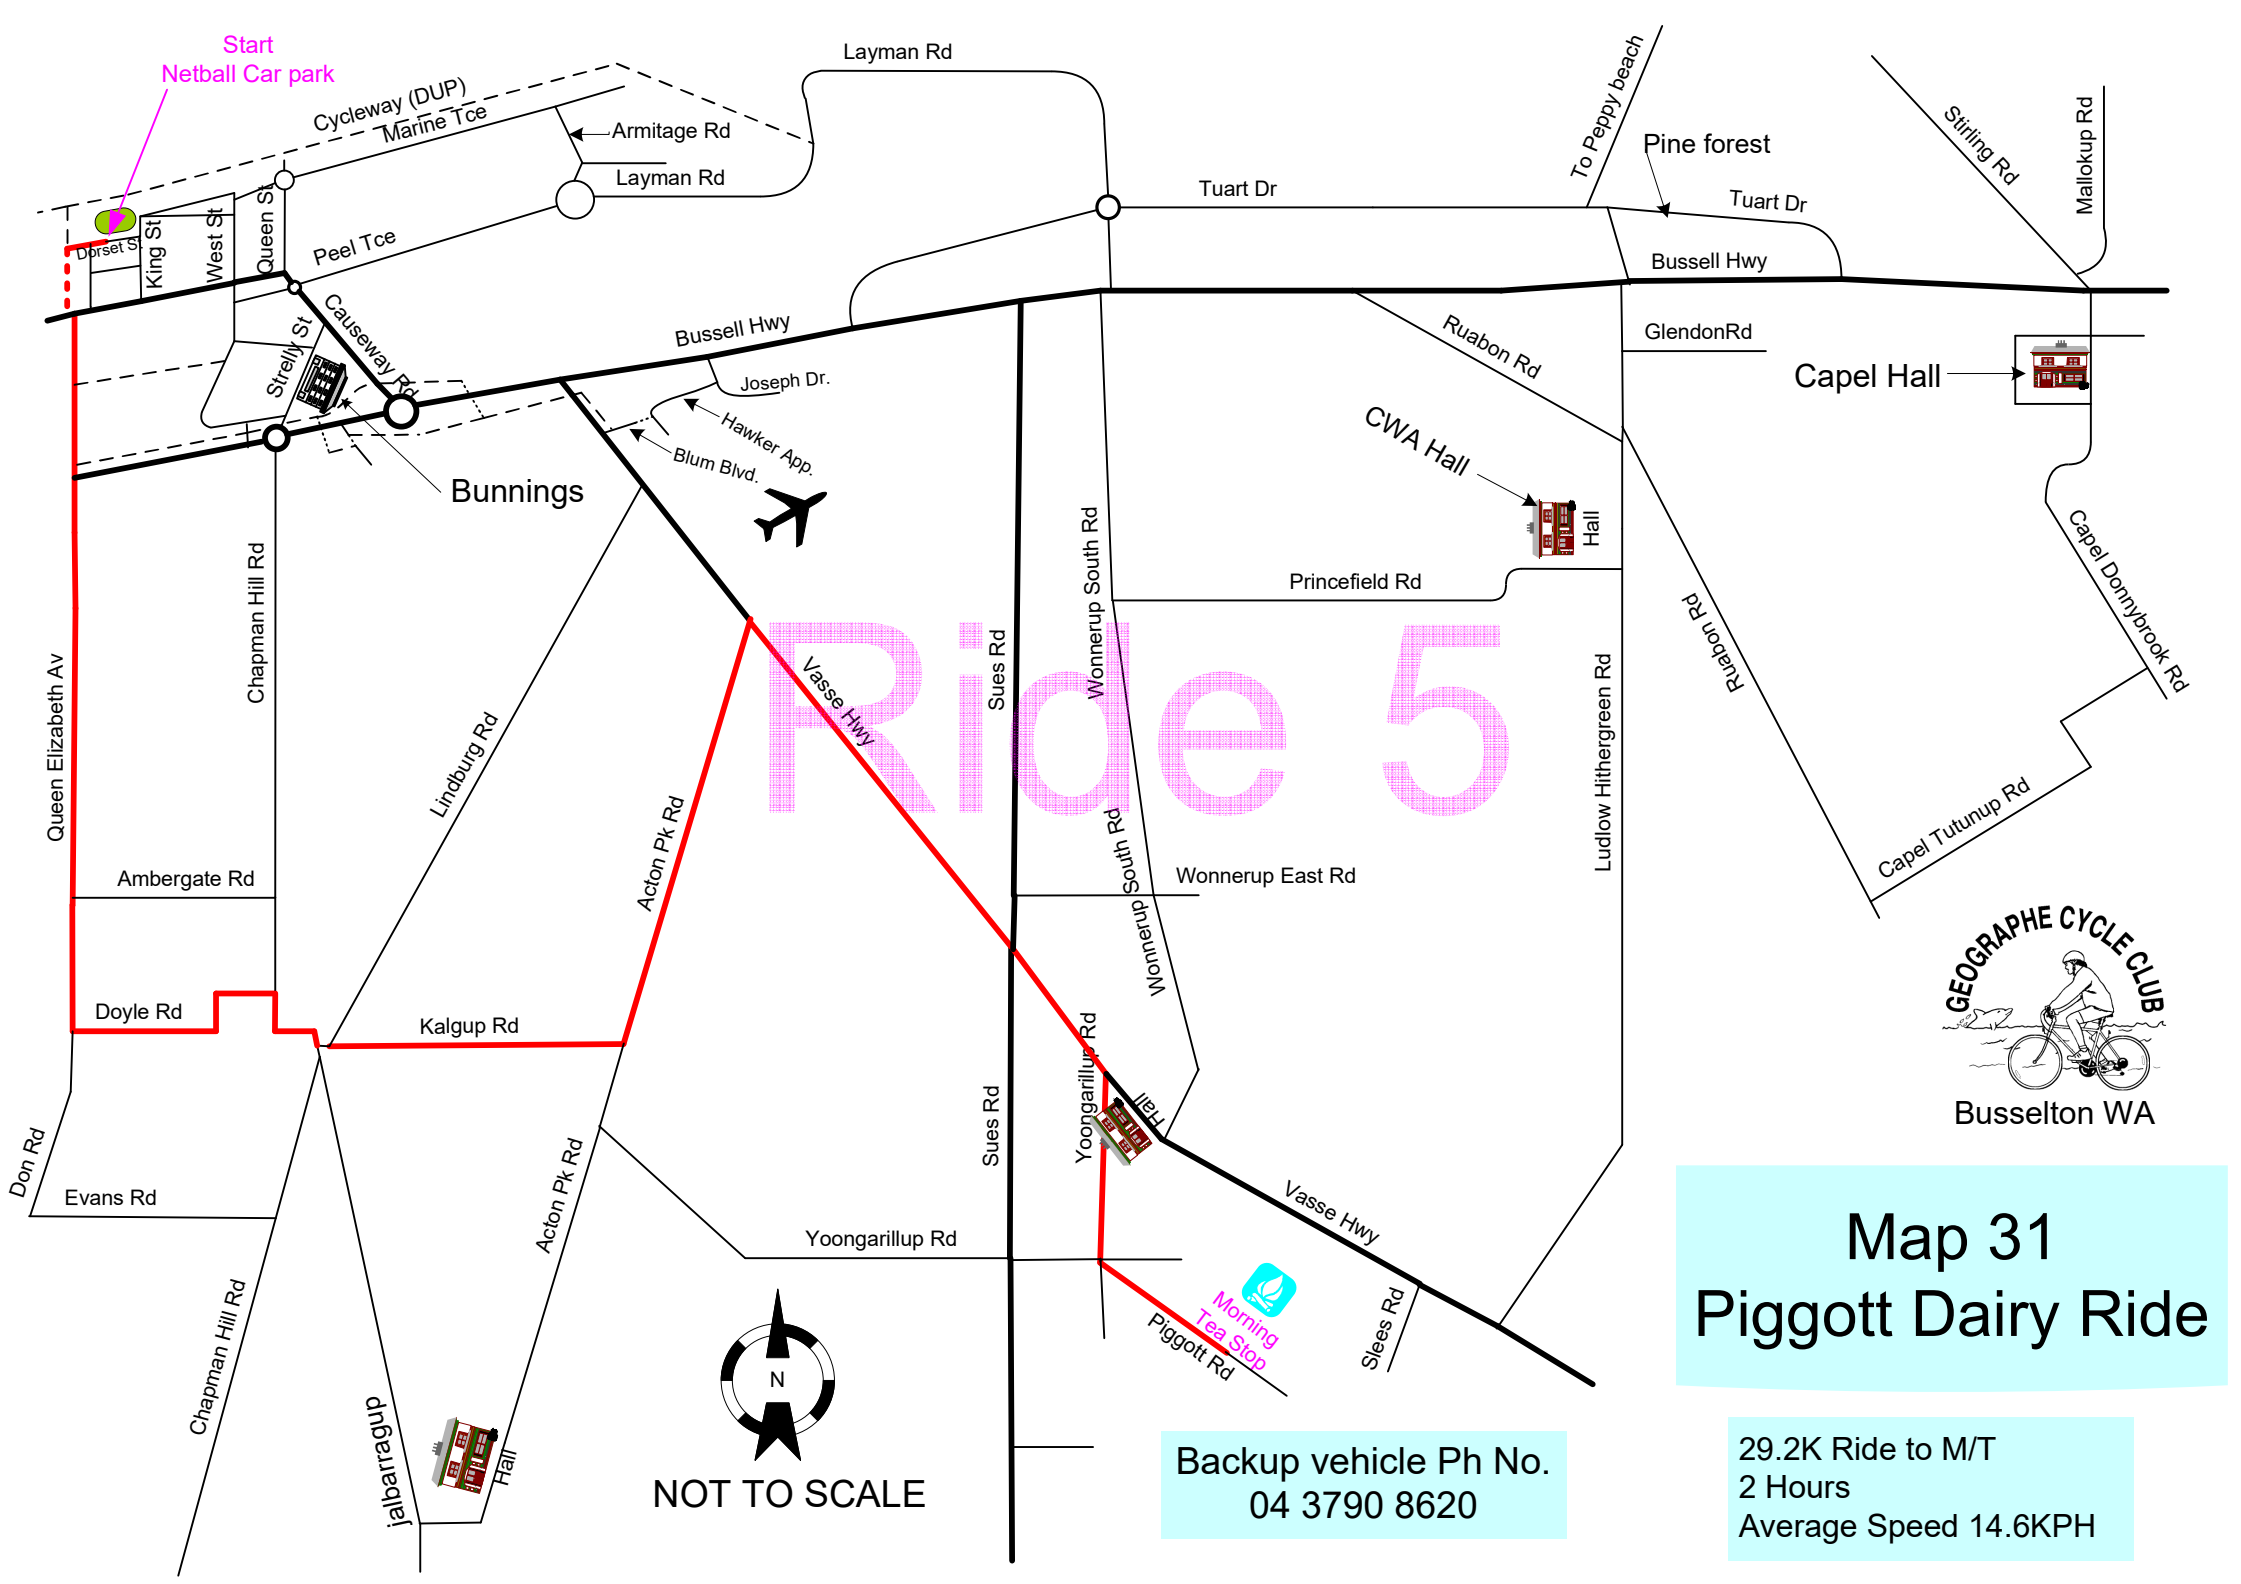 Start
Netball Car park
Cycleway (DUP)
Marine Tce
Armitage Rd
Layman Rd
Layman Rd
To Peppy beach
Pine forest
Stirling Rd
Mallokup Rd
Tuart Dr
Tuart Dr
Dorset St
King St
West St
Queen St
Peel Tce
Bussell Hwy
Causeway Rd
Strelly St
Bussell Hwy
Joseph Dr.
Hawker App.
Blum Blvd.
Ruabon Rd
GlendonRd
Capel Hall
CWA Hall
Hall
Bunnings
Chapman Hill Rd
Wonnerup South Rd
Princefield Rd
Capel Donnybrook Rd
Ruabon Rd
Ride 5
Queen Elizabeth Av
Lindburg Rd
Vasse Hwy
Sues Rd
Ludlow Hithergreen Rd
Acton Pk Rd
Wonnerup South Rd
Capel Tutunup Rd
Ambergate Rd
Wonnerup East Rd
GEOGRAPHE CYCLE CLUB
Busselton WA
Doyle Rd
Kalgup Rd
Yoongarillup Rd
Hall
Sues Rd
Don Rd
Evans Rd
Acton Pk Rd
Yoongarillup Rd
Vasse Hwy
Chapman Hill Rd
Morning
Tea Stop
Piggott Rd
Slees Rd
jalbarragup
Hall
N
NOT TO SCALE
Map 31
Piggott Dairy Ride
Backup vehicle Ph No.
04 3790 8620
29.2K Ride to M/T
2 Hours
Average Speed 14.6KPH